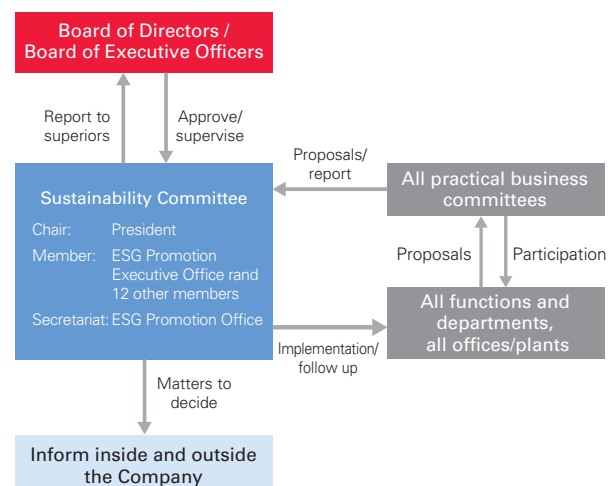 Board of Directors /
Board of Executive Officers
Report to
superiors
Approve/
supervise
Sustainability Committee
Chair: President
Member: ESG Promotion
Executive Office rand
12 other members
Secretariat: ESG Promotion Office
Proposals/
report
All practical business
committees
Proposals
Participation
All functions and
departments,
all offices/plants
Implementation/
follow up
Matters to
decide
Inform inside and outside
the Company